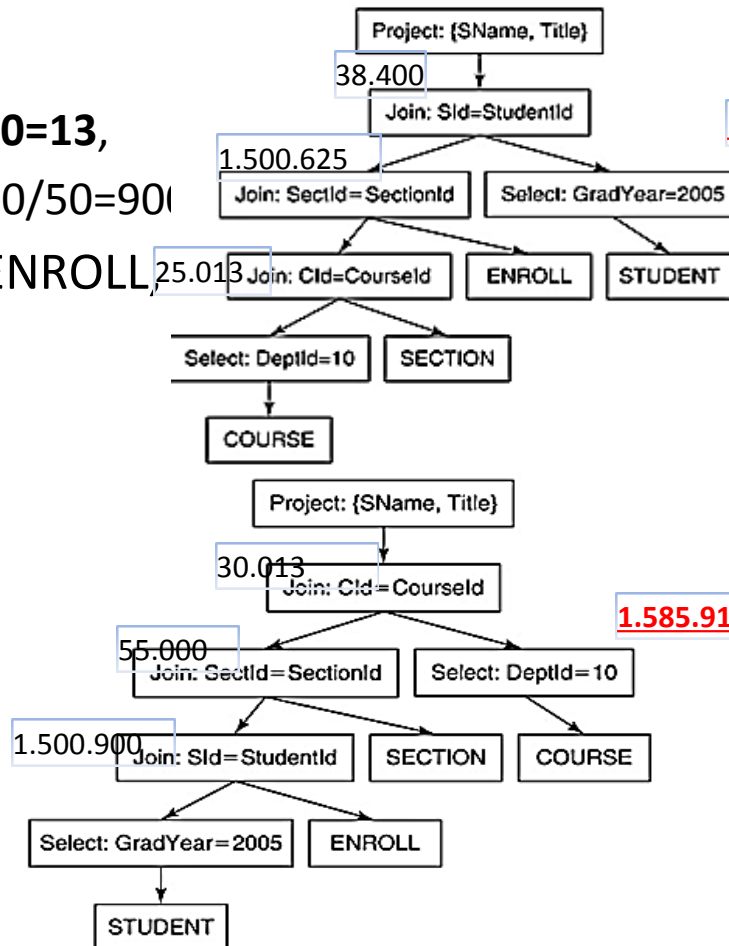 Project: {SName, Title}
38.400
Join: SId=StudentId
0=13,
1.500.625
0/50=900
Join: SectId=SectionId
Select: GradYear=2005
ENROLL,
25.013
Join: CId=CourseId
ENROLL
STUDENT
Select: DeptId=10
SECTION
COURSE
Project: {SName, Title}
30.013
Join: CId=CourseId
1.585.91
55.000
Join: SectId=SectionId
Select: DeptId=10
1.500.900
Join: SId=StudentId
SECTION
COURSE
Select: GradYear=2005
ENROLL
STUDENT